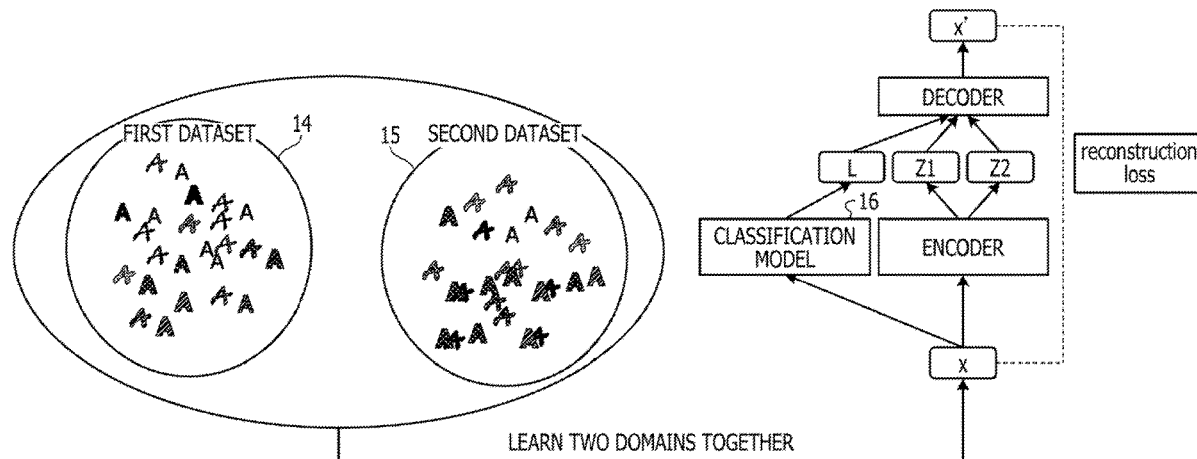 FIRST DATASET
14
15
SECOND DATASET
x'
DECODER
L
Z1
Z2
reconstruction
loss
16
CLASSIFICATION
MODEL
ENCODER
x
LEARN TWO DOMAINS TOGETHER